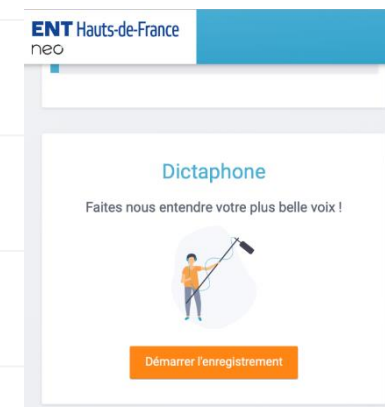 ENT Hauts-de-France
neo
Dictaphone
Faites nous entendre votre plus belle voix !
Démarrer l'enregistrement